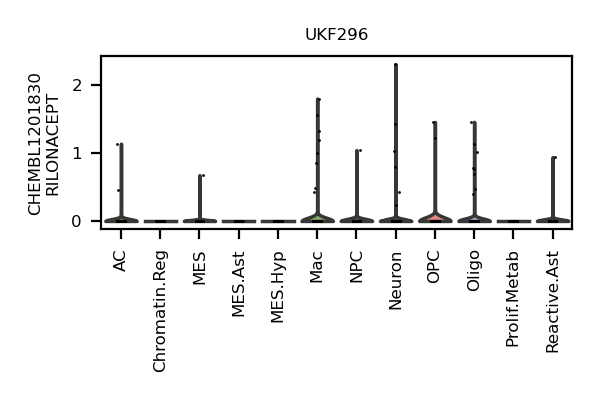 UKF296
CHEMBL1201830
RILONACEPT
2
1
0
AC
Chromatin.Reg
MES
MES.Ast
MES.Hyp
Mac
NPC
Neuron
OPC
Oligo
Prolif.Metab
Reactive.Ast